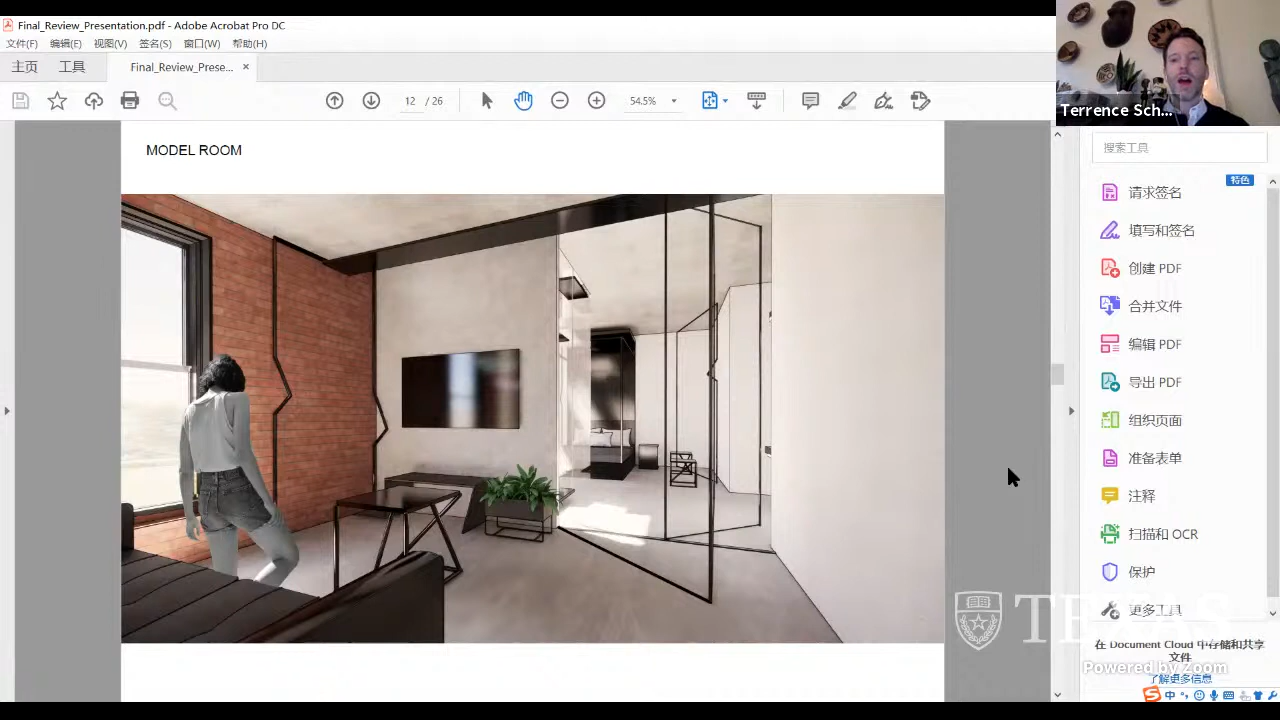 Final_Review_Presentation.pdf - Adobe Acrobat Pro DC
文件(F) 编辑(E) 视图(V) 签名(S) 窗口(W) 帮助(H)
主页 工具 Final_Review_Prese... ×
12 / 26 54.5%
Terrence Sch...
MODEL ROOM
搜索工具
特色
请求签名
填写和签名
创建 PDF
合并文件
编辑 PDF
导出 PDF
组织页面
准备表单
注释
扫描和 OCR
保护
更多工具
TEXAS
在 Document Cloud 中存储和共享
文件
Powered by Zoom
了解更多信息
中